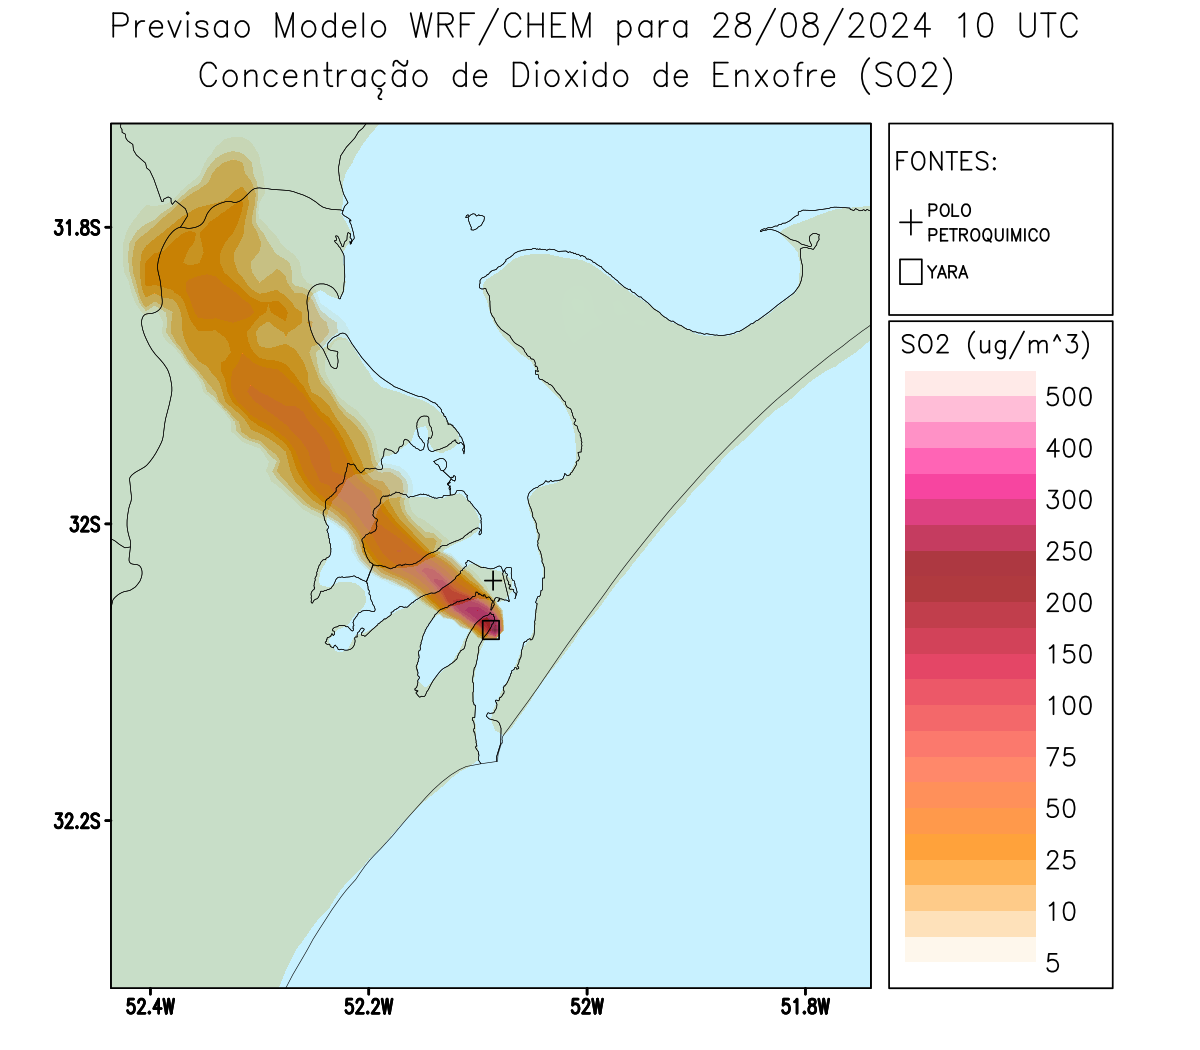 Previsao Modelo WRF/CHEM para 28/08/2024 10 UTC
Concentração de Dioxido de Enxofre (SO2)
FONTES:
POLO
PETROQUIMICO
YARA
SO2 (ug/m^3)
500
400
300
250
200
150
100
75
50
25
10
5
31.8S
32S
32.2S
52.4W
52.2W
52W
51.8W